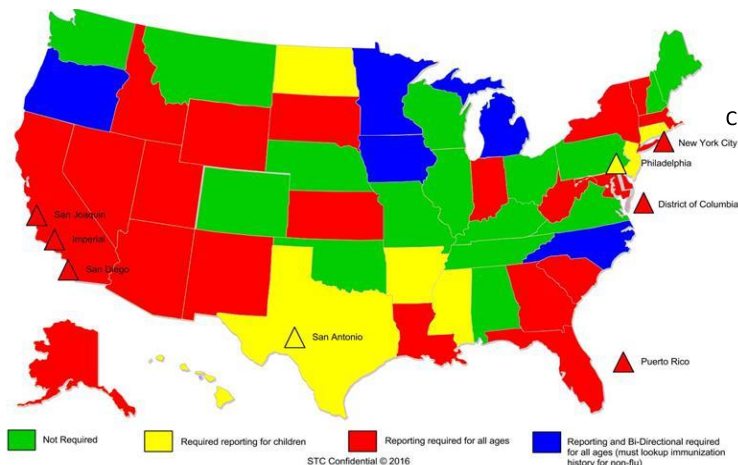 C
New York City
Philadelphia
District of Columbia
San Joaquin
Imperial
San Diego
San Antonio
Puerto Rico
Not Required
Required reporting for children
Reporting required for all ages
Reporting and Bi-Directional required
for all ages (must lookup immunization
history for non-flu)
STC Confidential © 2016